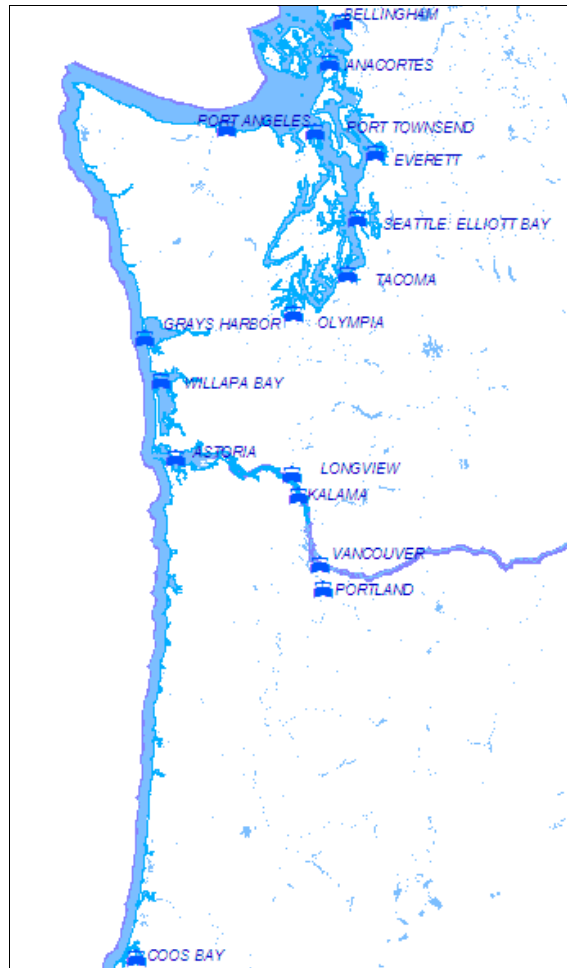 BELLINGHAM
ANACORTES
PORT ANGELES
PORT TOWNSEND
EVERETT
SEATTLE: ELLIOTT BAY
TACOMA
OLYMPIA
GRAYS HARBOR
WILLAPA BAY
ASTORIA
LONGVIEW
KALAMA
VANCOUVER
PORTLAND
COOS BAY